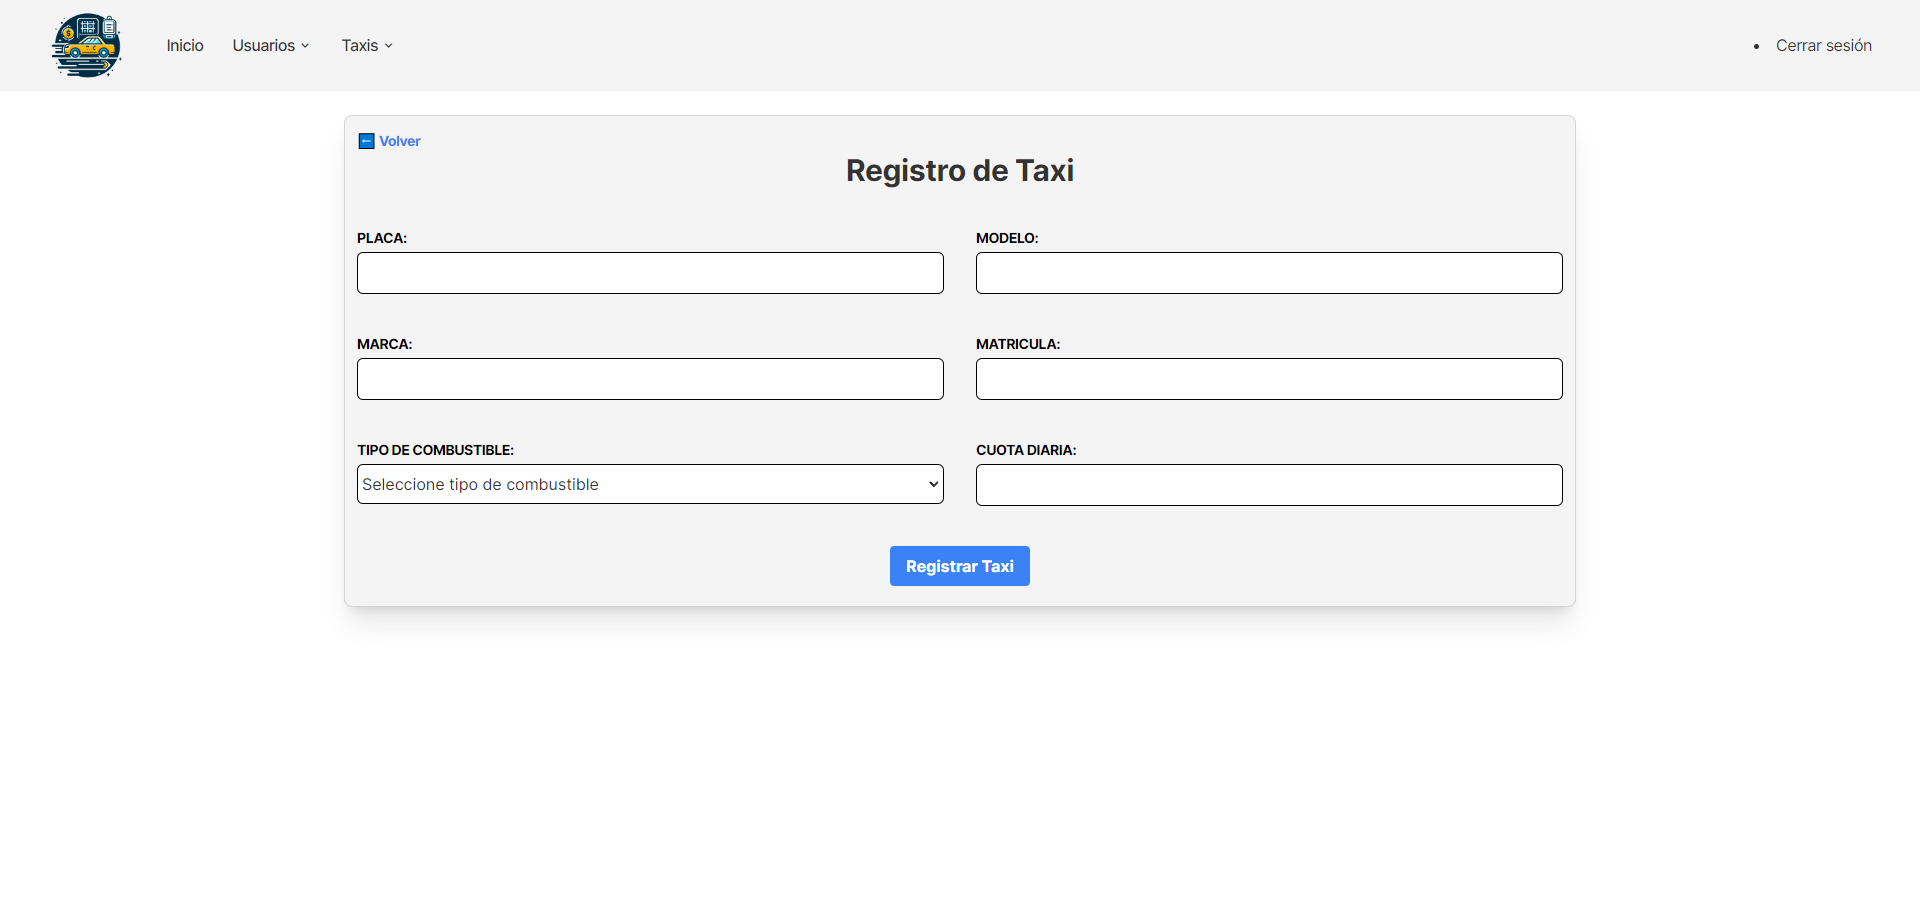 Inicio Usuarios Taxis Cerrar sesión
Volver
Registro de Taxi
PLACA: MODELO:
MARCA: MATRICULA:
TIPO DE COMBUSTIBLE: CUOTA DIARIA:
Seleccione tipo de combustible
Registrar Taxi